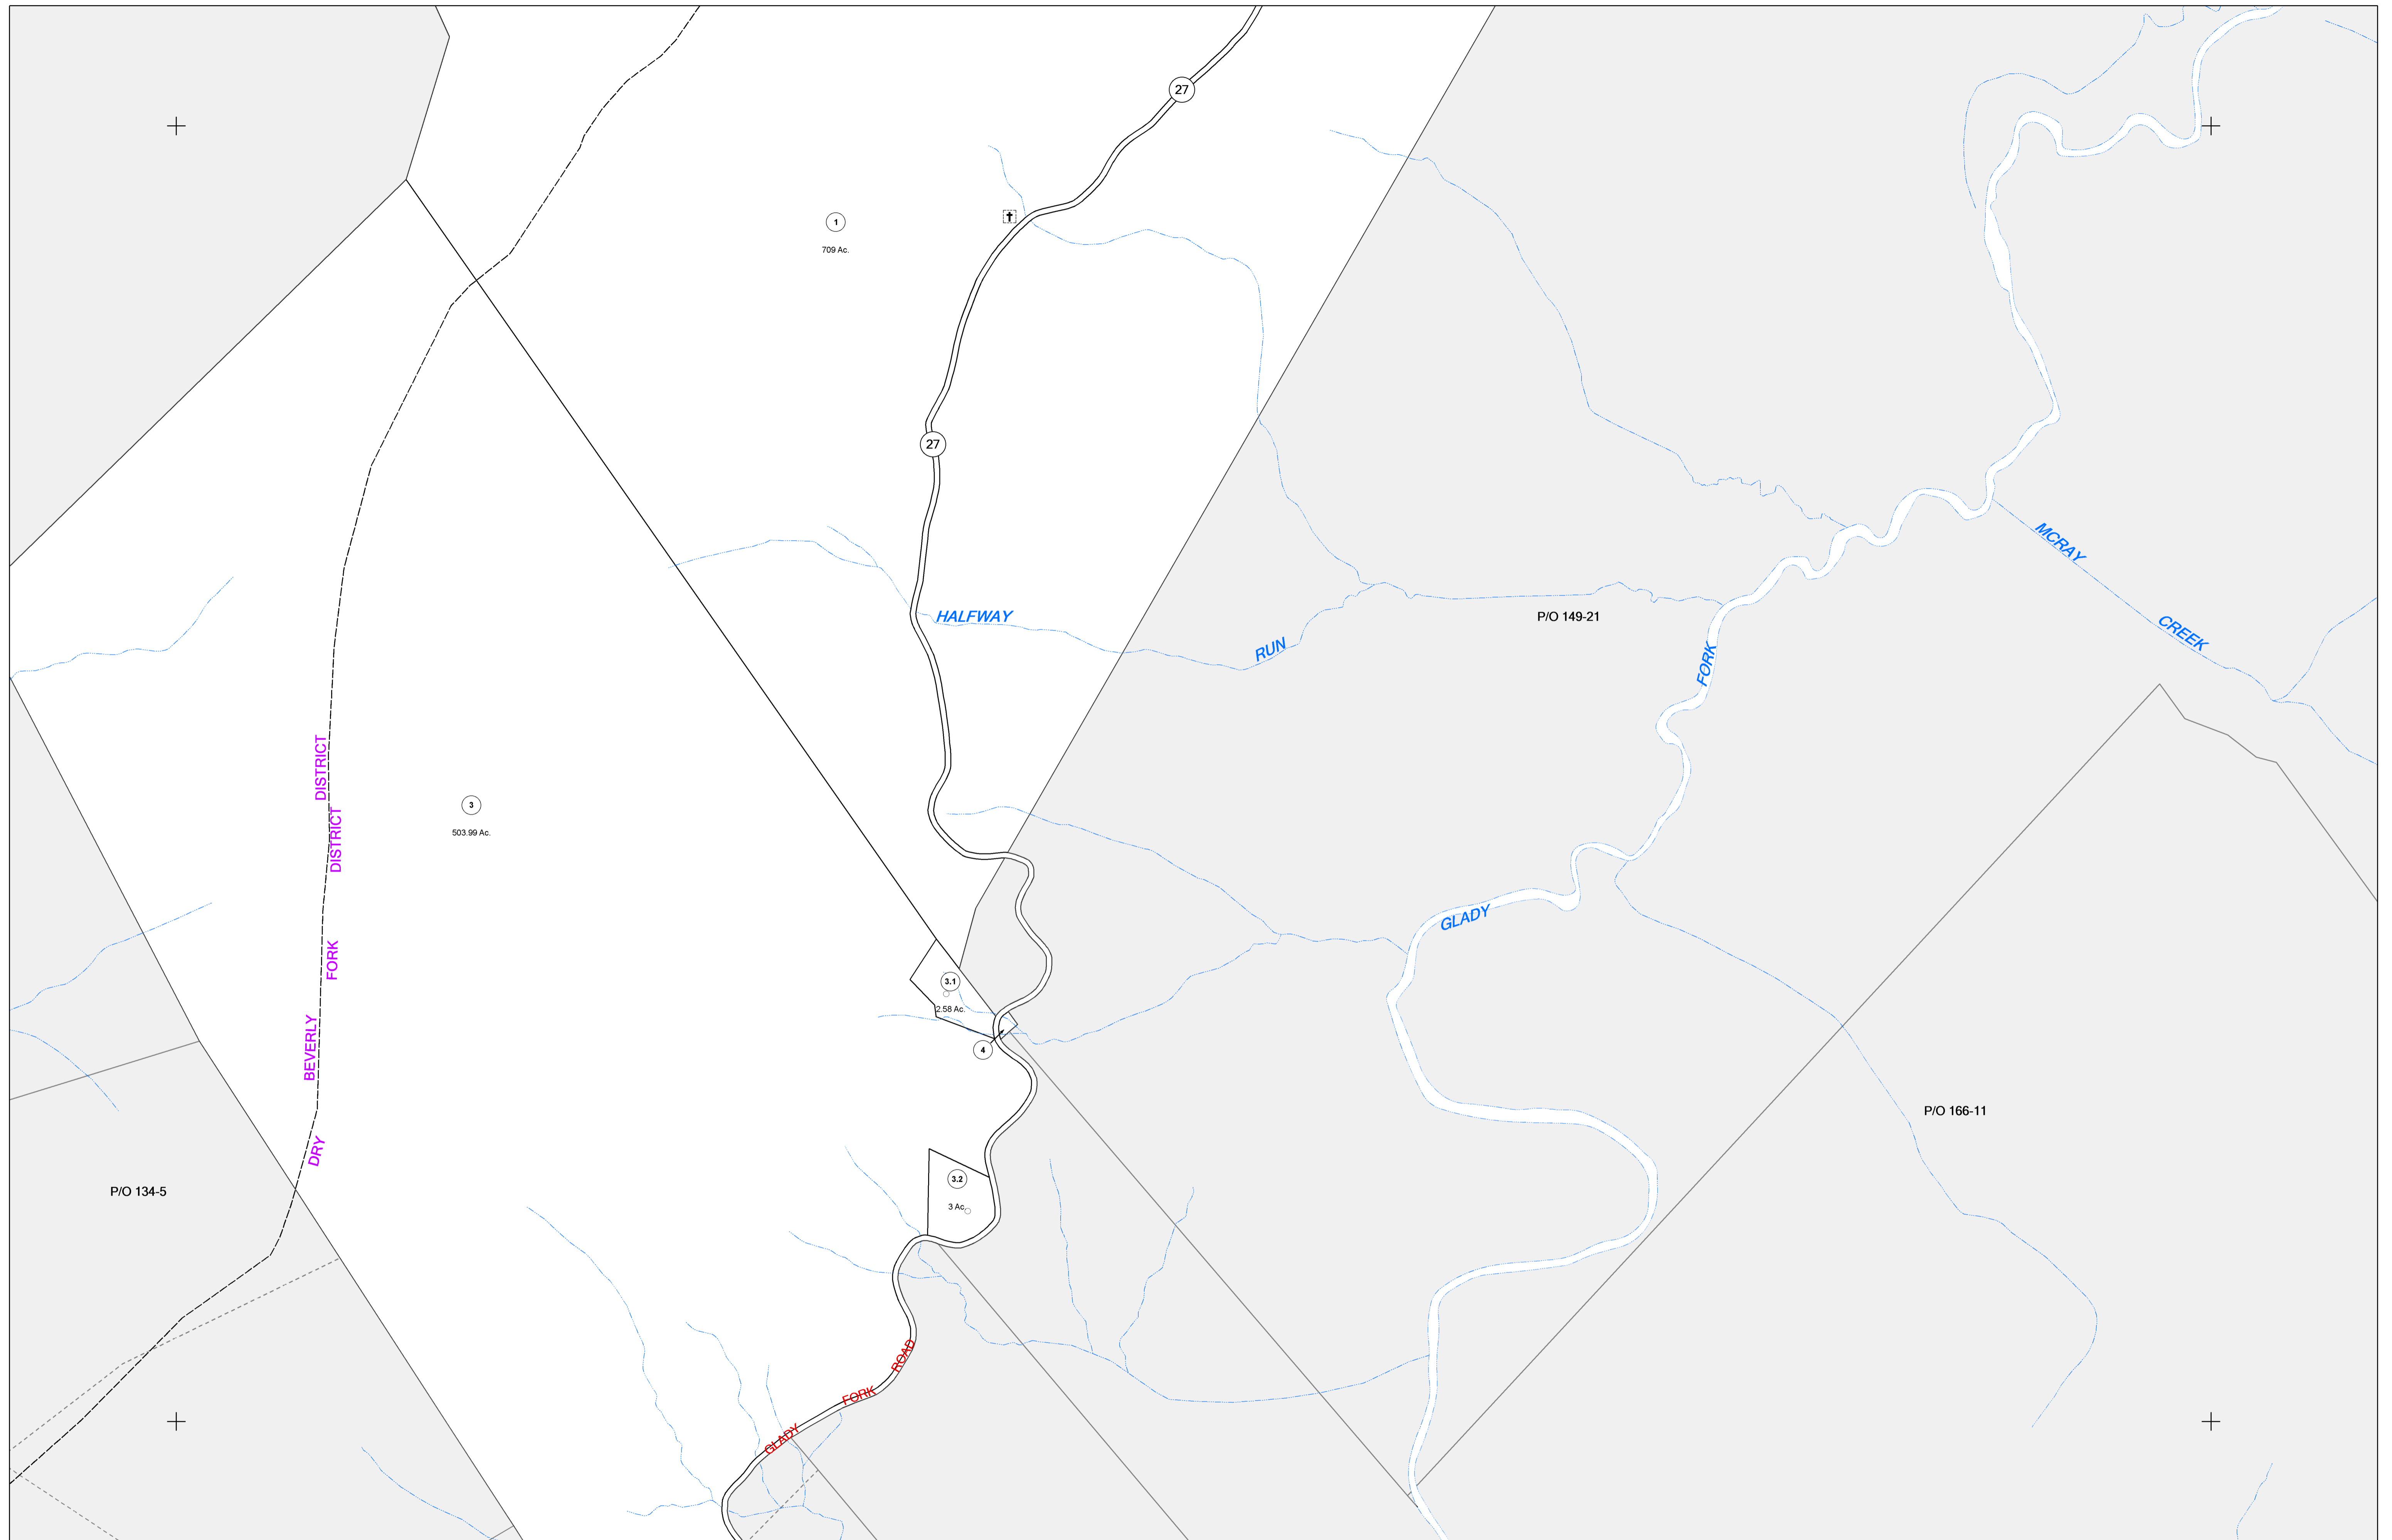 27
1
709 Ac.
27
MCRAY
CREEK
HALFWAY
RUN
P/O 149-21
FORK
DISTRICT
DISTRICT
3
503.99 Ac.
GLADY
FORK
BEVERLY
DRY
3.1
2.58 Ac.
4
P/O 166-11
P/O 134-5
3.2
3 Ac.
GLADY
FORK
ROAD